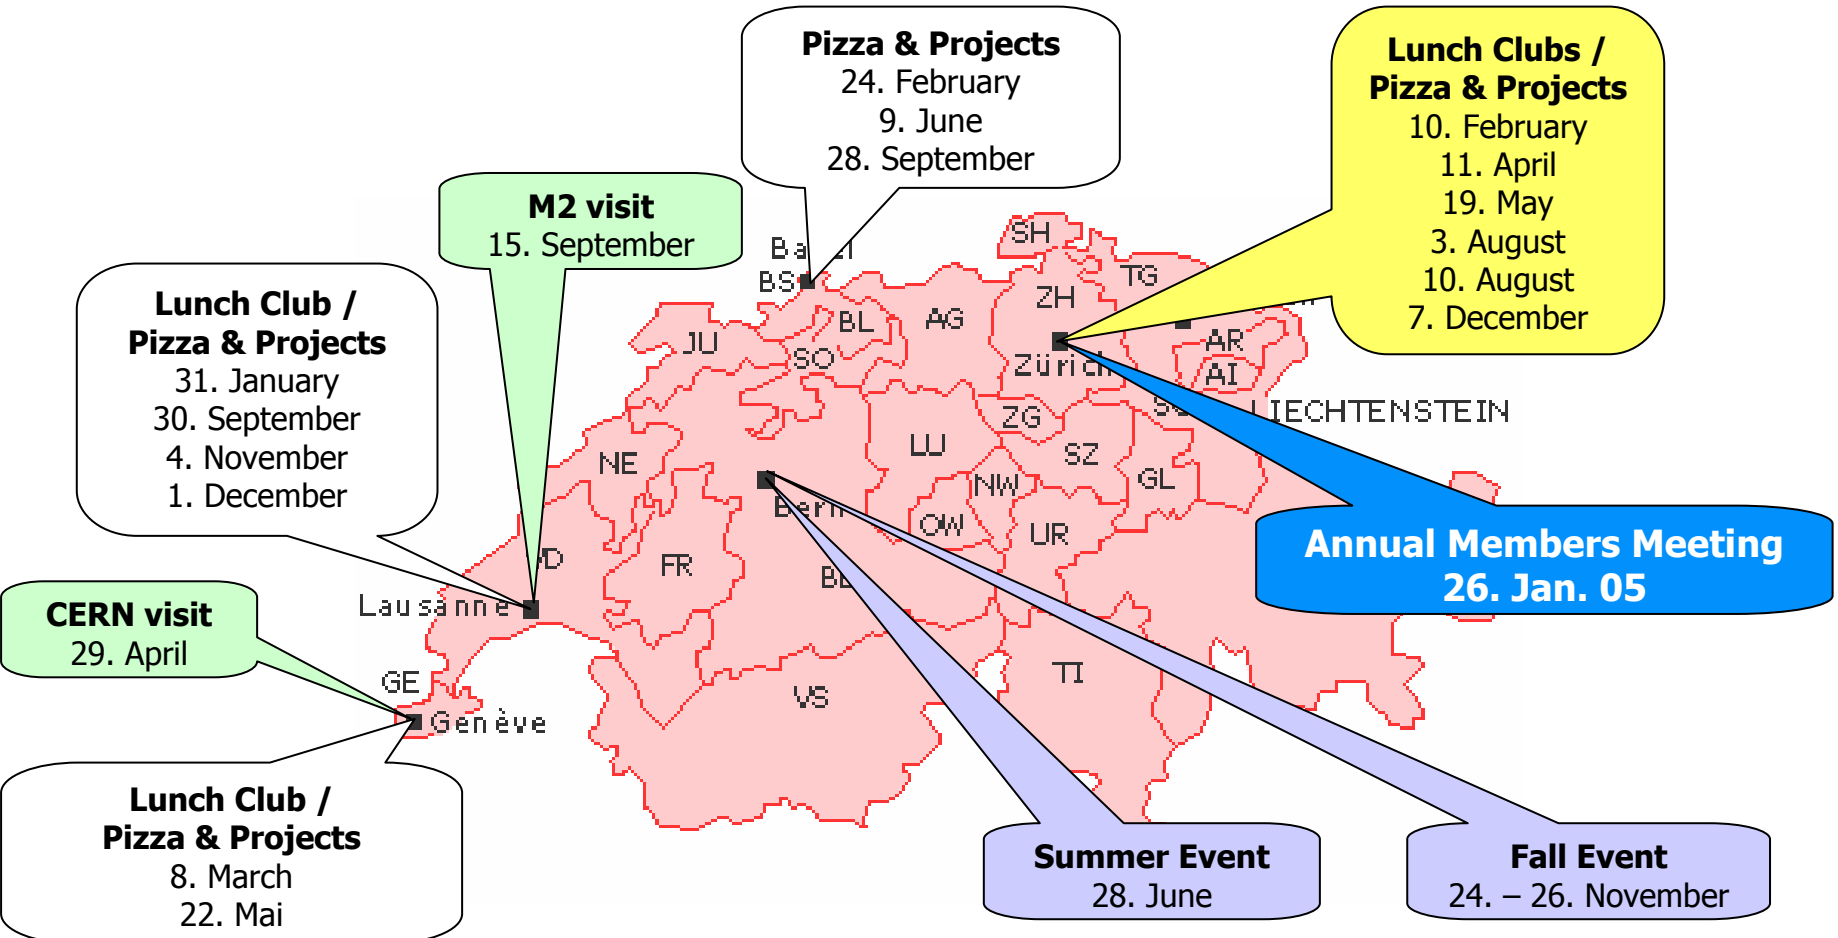 Pizza & Projects
24. February
9. June
28. September
Lunch Clubs /
Pizza & Projects
10. February
11. April
19. May
3. August
10. August
7. December
M2 visit
15. September
Lunch Club /
Pizza & Projects
31. January
30. September
4. November
1. December
BS
SH
TG
ZH
BL
AG
JU
SO
AR
AI
Zürich
ZG
LIECHTENSTEIN
LU
SZ
NE
NW
GL
Bern
OW
UR
FR
Annual Members Meeting
26. Jan. 05
Lausanne
CERN visit
29. April
GE
Genève
VS
TI
Lunch Club /
Pizza & Projects
8. March
22. Mai
Summer Event
28. June
Fall Event
24. – 26. November